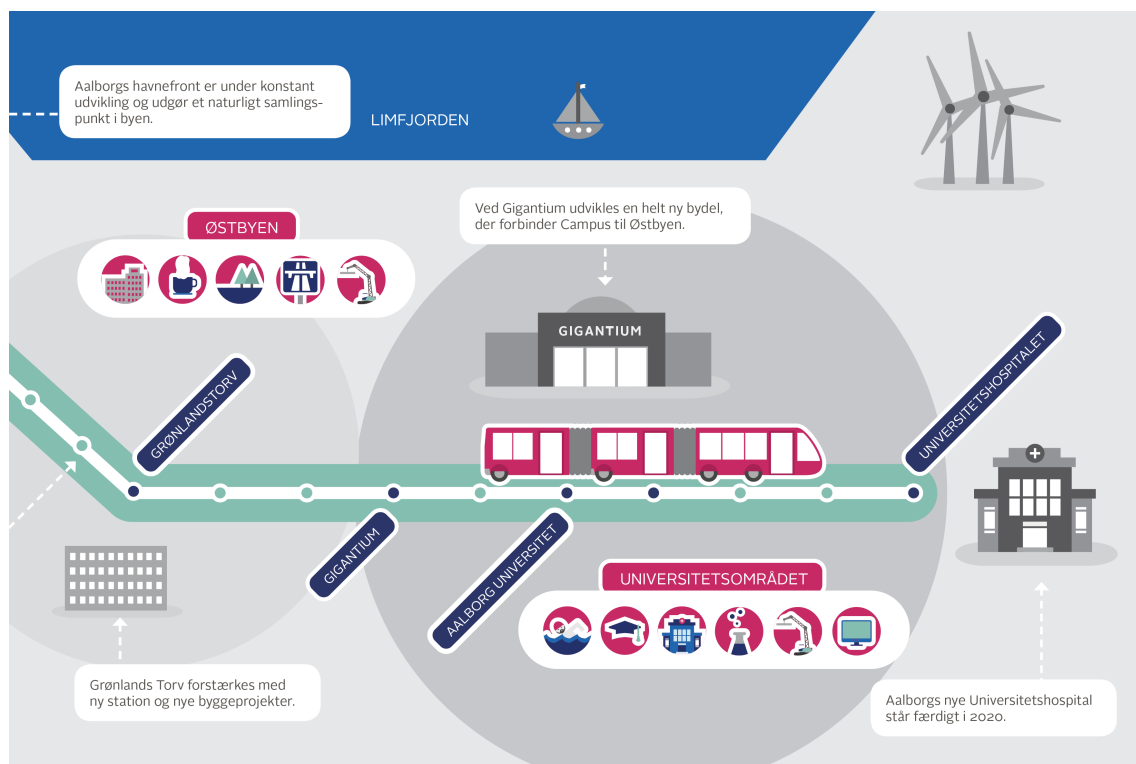 Aalborgs havnefront er under konstant
udvikling og udgør et naturligt samlings-
punkt i byen.
LIMFJORDEN
ØSTBYEN
Ved Gigantium udvikles en helt ny bydel,
der forbinder Campus til Østbyen.
GIGANTIUM
GRØNLANDSTORV
UNIVERSITETSHOSPITALET
GIGANTIUM
AALBORG UNIVERSITET
UNIVERSITETSOMRÅDET
Grønlands Torv forstærkes med
ny station og nye byggeprojekter.
Aalborgs nye Universitetshospital
står færdigt i 2020.